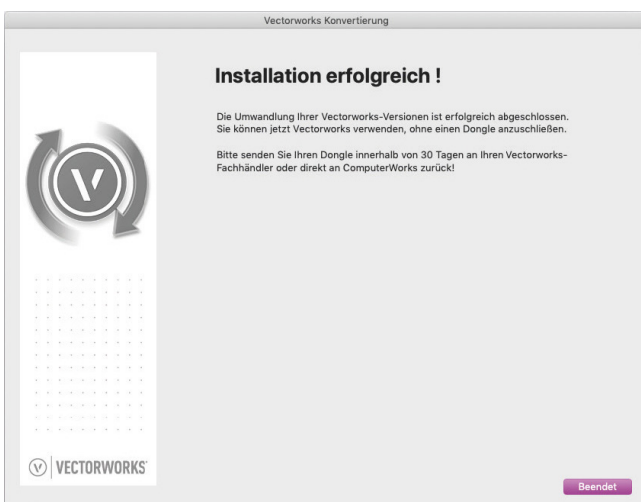 Vectorworks Konvertierung
Installation erfolgreich !
Die Umwandlung Ihrer Vectorworks-Versionen ist erfolgreich abgeschlossen.
Sie können jetzt Vectorworks verwenden, ohne einen Dongle anzuschließen.
Bitte senden Sie Ihren Dongle innerhalb von 30 Tagen an Ihren Vectorworks-
Fachhändler oder direkt an ComputerWorks zurück!
VECTORWORKS
Beendet